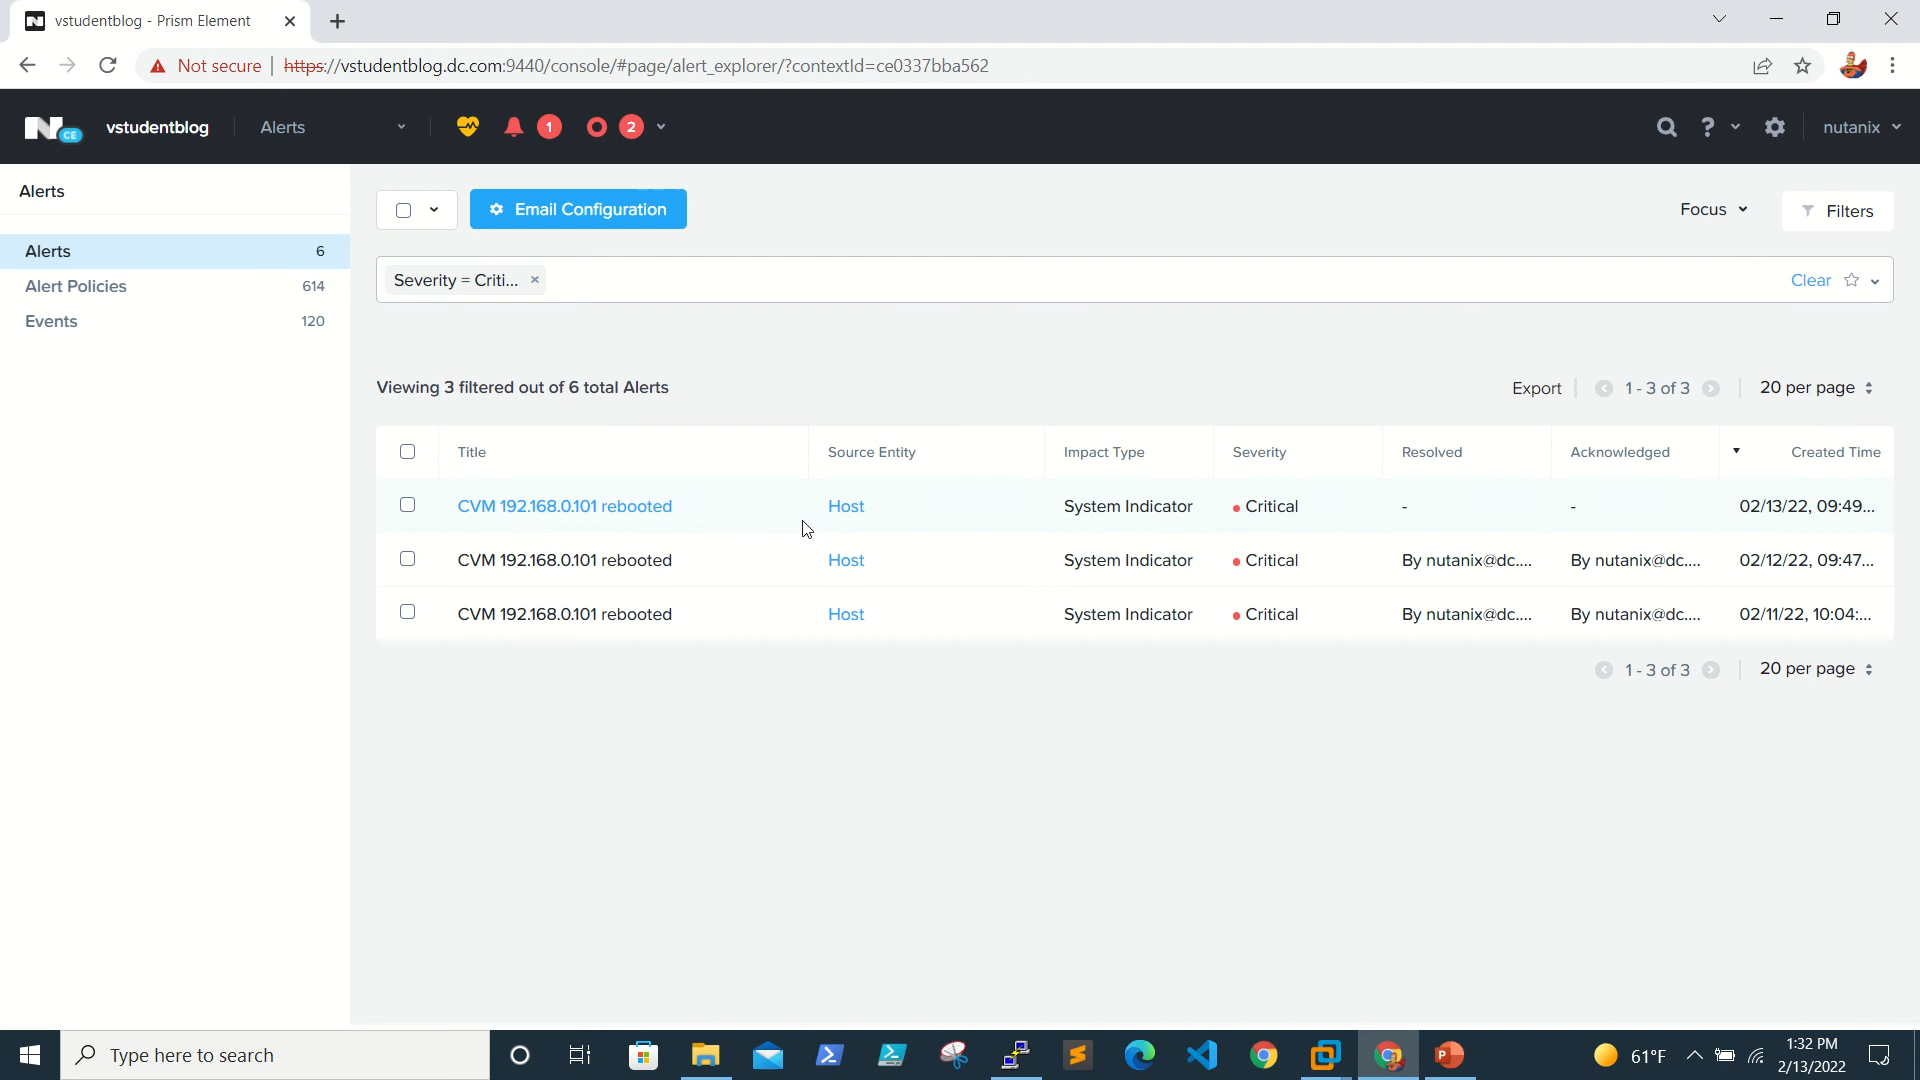 vstudentblog - Prism Element
Not secure
https://vstudentblog.dc.com:9440/console/#page/alert_explorer/?contextId=ce0337bba562
N CE
vstudentblog
Alerts
1
2
?
nutanix
Alerts
Alerts 6
Alert Policies 614
Events 120
Email Configuration
Focus
Filters
Severity = Criti... ×
Clear
Viewing 3 filtered out of 6 total Alerts
Export
1 - 3 of 3
20 per page
Title Source Entity Impact Type Severity Resolved Acknowledged Created Time
CVM 192.168.0.101 rebooted Host System Indicator Critical - - 02/13/22, 09:49...
CVM 192.168.0.101 rebooted Host System Indicator Critical By nutanix@dc.... By nutanix@dc.... 02/12/22, 09:47...
CVM 192.168.0.101 rebooted Host System Indicator Critical By nutanix@dc.... By nutanix@dc.... 02/11/22, 10:04:...
1 - 3 of 3
20 per page
Type here to search
61°F
1:32 PM
2/13/2022